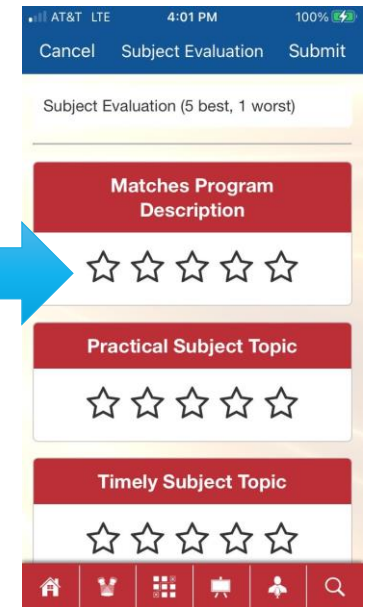 AT&T LTE 4:01 PM 100%
Cancel Subject Evaluation Submit
Subject Evaluation (5 best, 1 worst)
Matches Program
Description
Practical Subject Topic
Timely Subject Topic